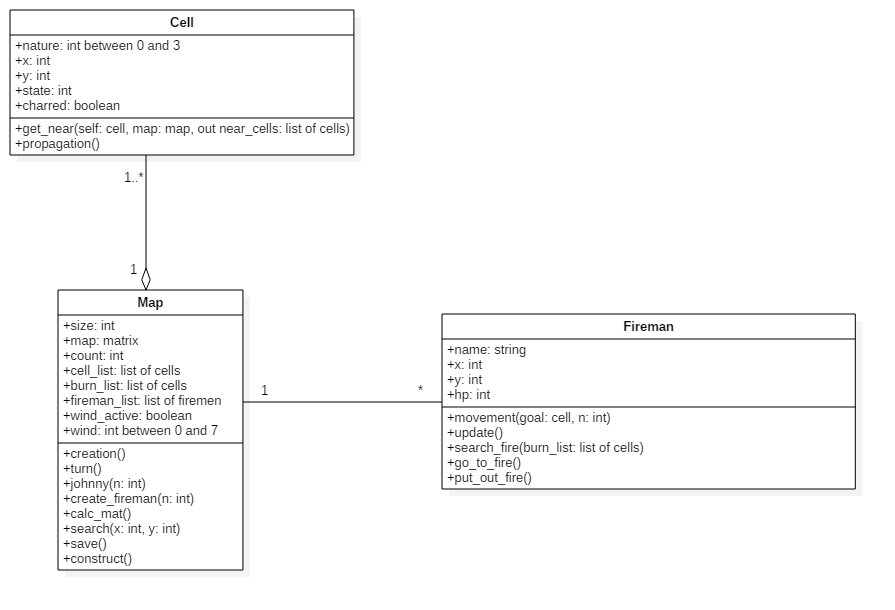 Cell
+nature: int between 0 and 3
+x: int
+y: int
+state: int
+charred: boolean
+get_near(self: cell, map: map, out near_cells: list of cells)
+propagation()
1..*
1
Map
+size: int
+map: matrix
+count: int
+cell_list: list of cells
+burn_list: list of cells
+fireman_list: list of firemen
+wind_active: boolean
+wind: int between 0 and 7
+creation()
+turn()
+johnny(n: int)
+create_fireman(n: int)
+calc_mat()
+search(x: int, y: int)
+save()
+construct()
1
*
Fireman
+name: string
+x: int
+y: int
+hp: int
+movement(goal: cell, n: int)
+update()
+search_fire(burn_list: list of cells)
+go_to_fire()
+put_out_fire()